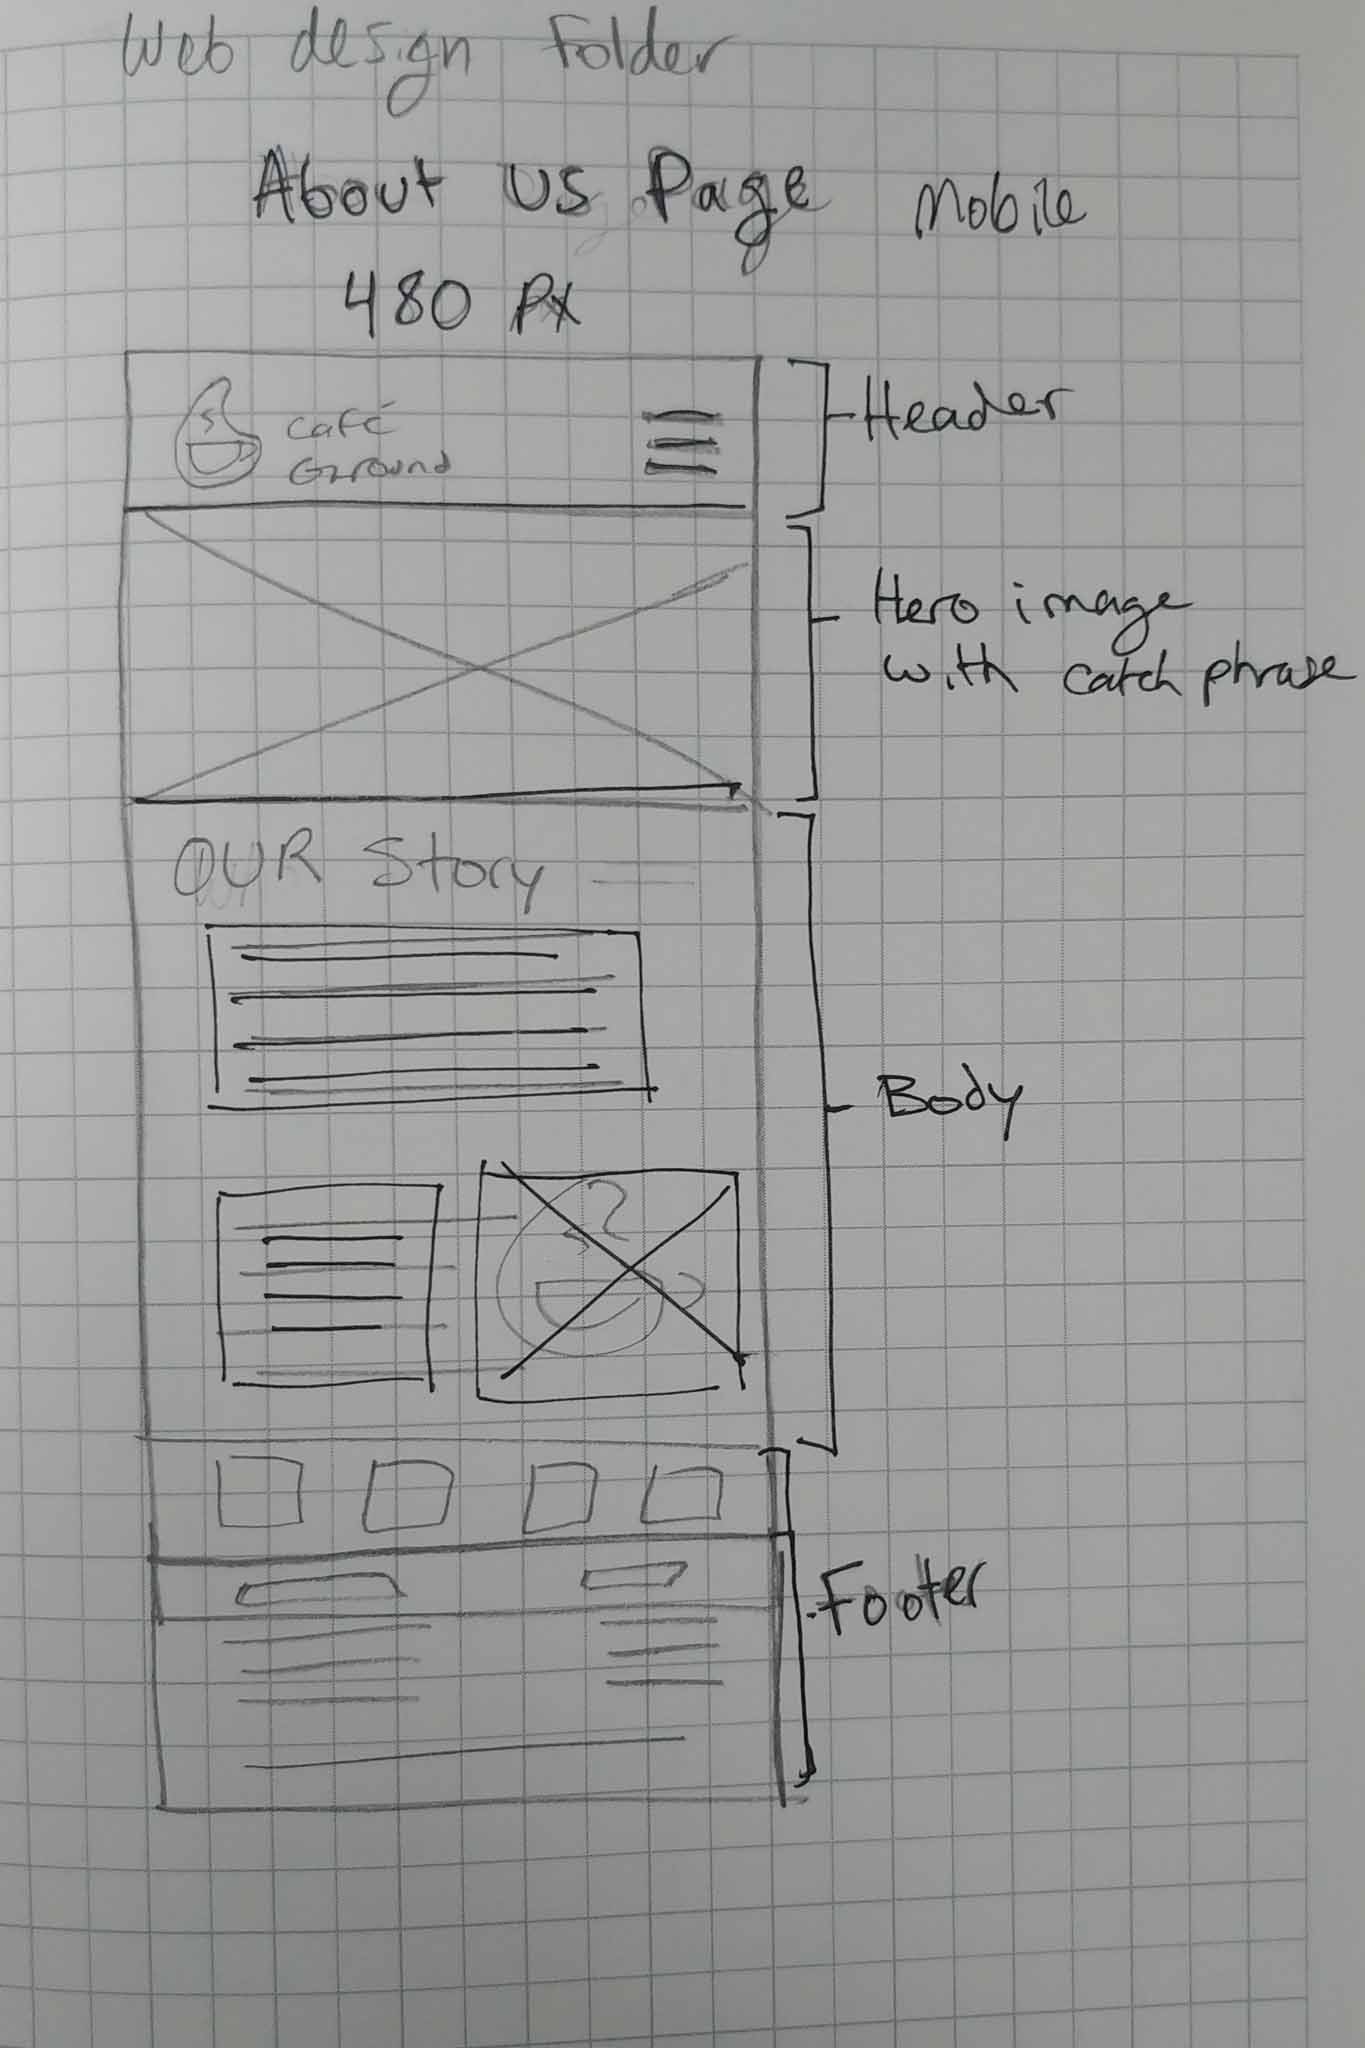 Web design Folder
About us Page Mobile
480 Px
Café
Ground
Header
Hero image
with catch phrase
OUR Story
Body
Footer